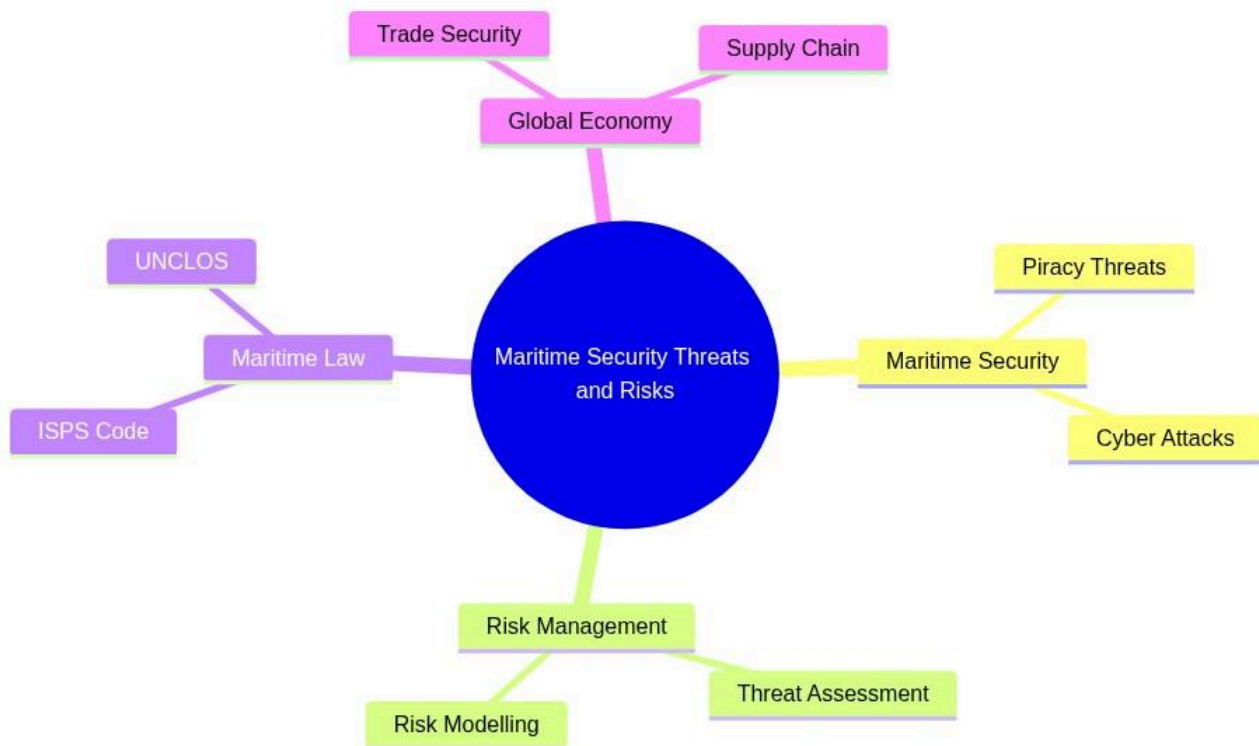 Trade Security
Supply Chain
Global Economy
UNCLOS
Maritime Law
ISPS Code
Maritime Security Threats
and Risks
Piracy Threats
Maritime Security
Cyber Attacks
Risk Management
Threat Assessment
Risk Modelling